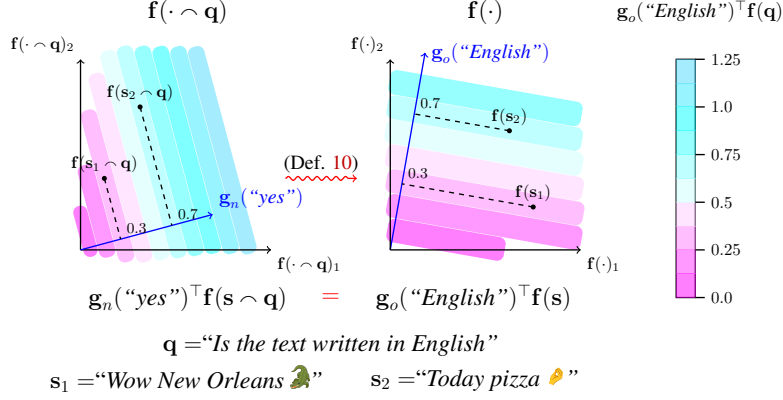 f(· ⌢ q)
f(·)
g_o("English")^⊤f(q)
f(· ⌢ q)_2
f(·)_2
g_o("English")
f(s_2 ⌢ q)
f(s_1 ⌢ q)
0.3
0.7
g_n("yes")
f(· ⌢ q)_1
(Def. 10)
0.7
f(s_2)
0.3
f(s_1)
f(·)_1
1.25
1.0
0.75
0.5
0.25
0.0
g_n("yes")^⊤f(s ⌢ q) = g_o("English")^⊤f(s)
q ="Is the text written in English"
s_1 ="Wow New Orleans 🐊" s_2 ="Today pizza 🤌"